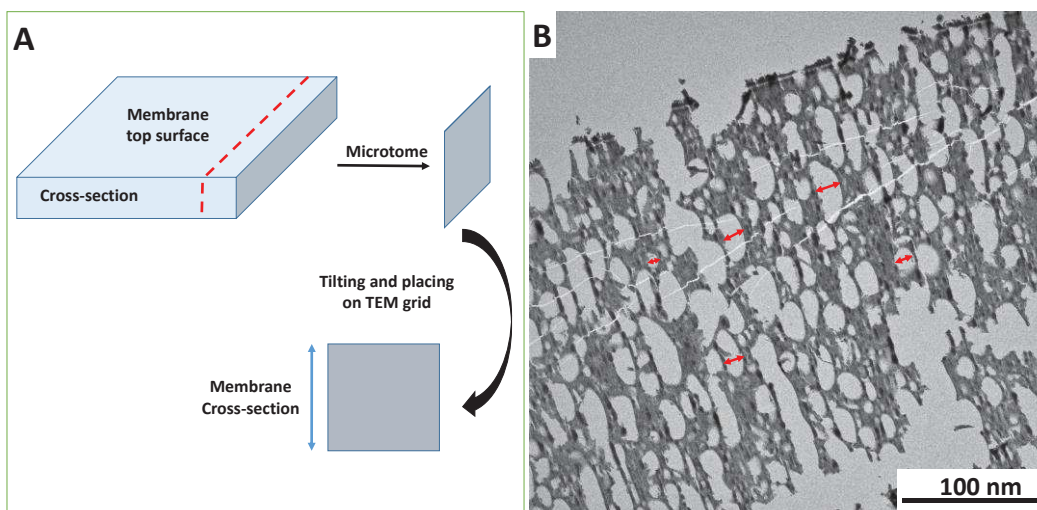 A
Membrane
top surface
Cross-section
Microtome
Tilting and placing
on TEM grid
Membrane
Cross-section
B
100 nm